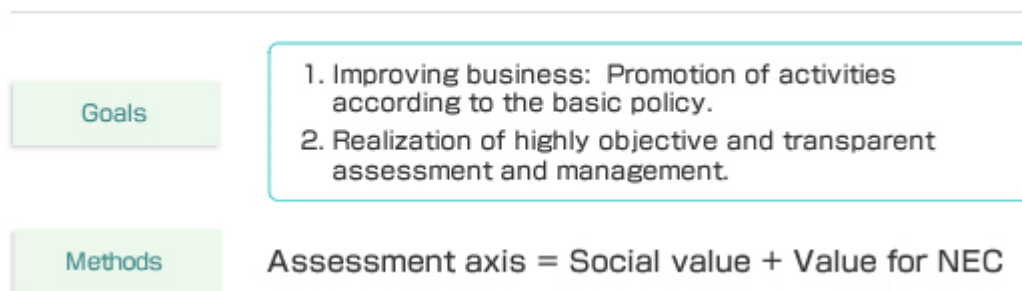 Goals
1. Improving business: Promotion of activities
according to the basic policy.
2. Realization of highly objective and transparent
assessment and management.
Methods
Assessment axis = Social value + Value for NEC